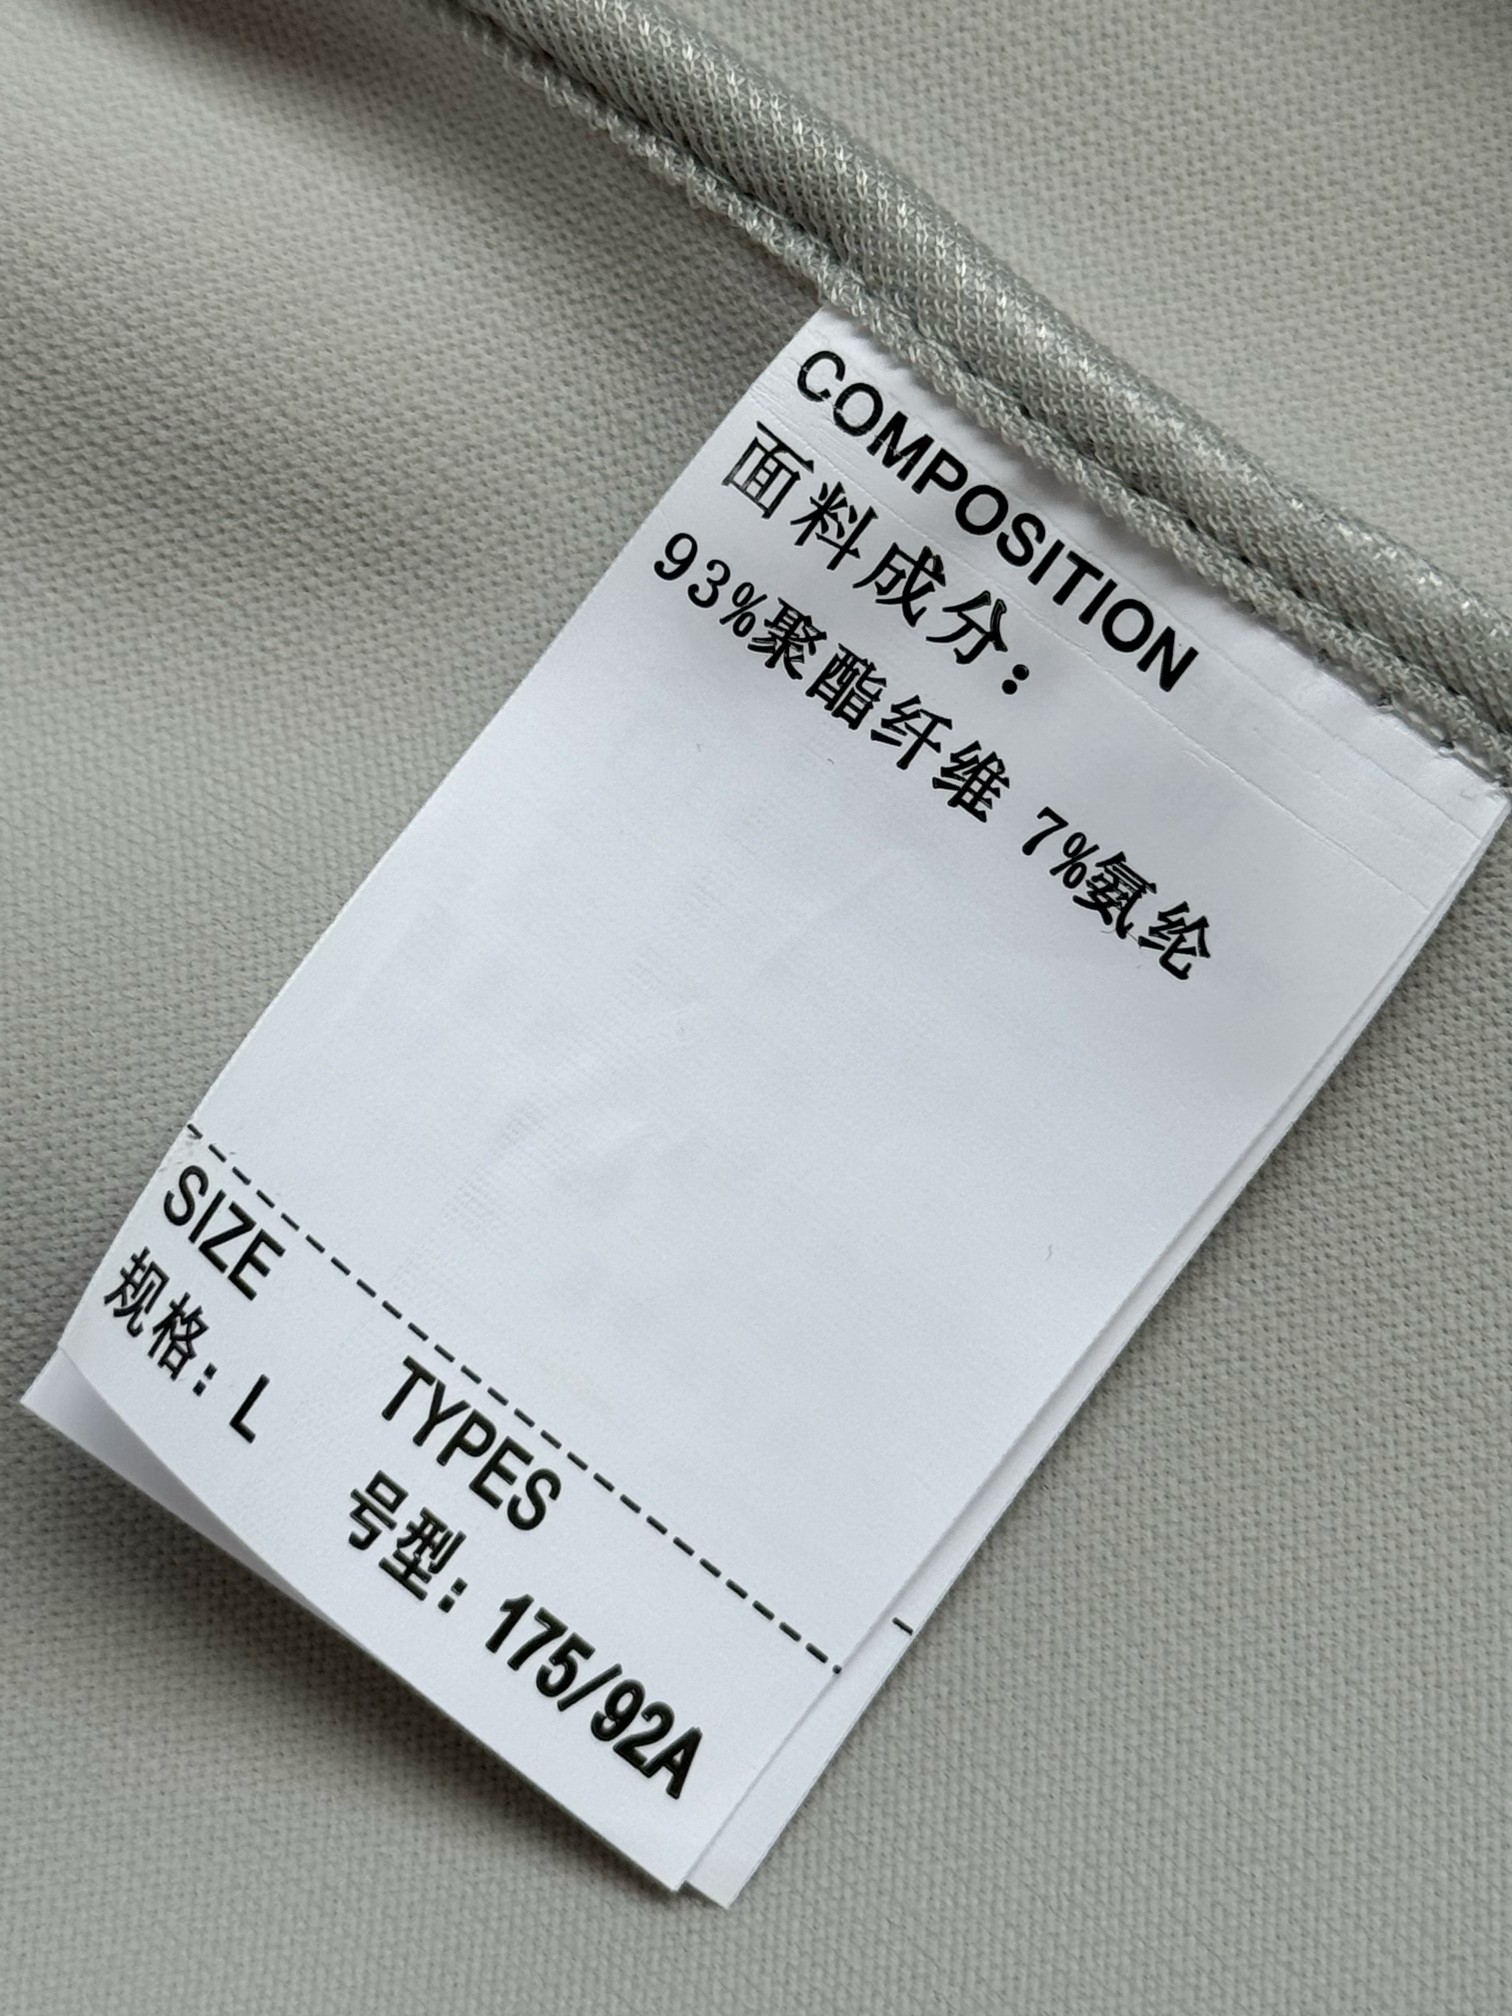 COMPOSITION
面料成分：
93%聚酯纤维 7%氨纶
SIZE TYPES
规格：L 号型：175/92A